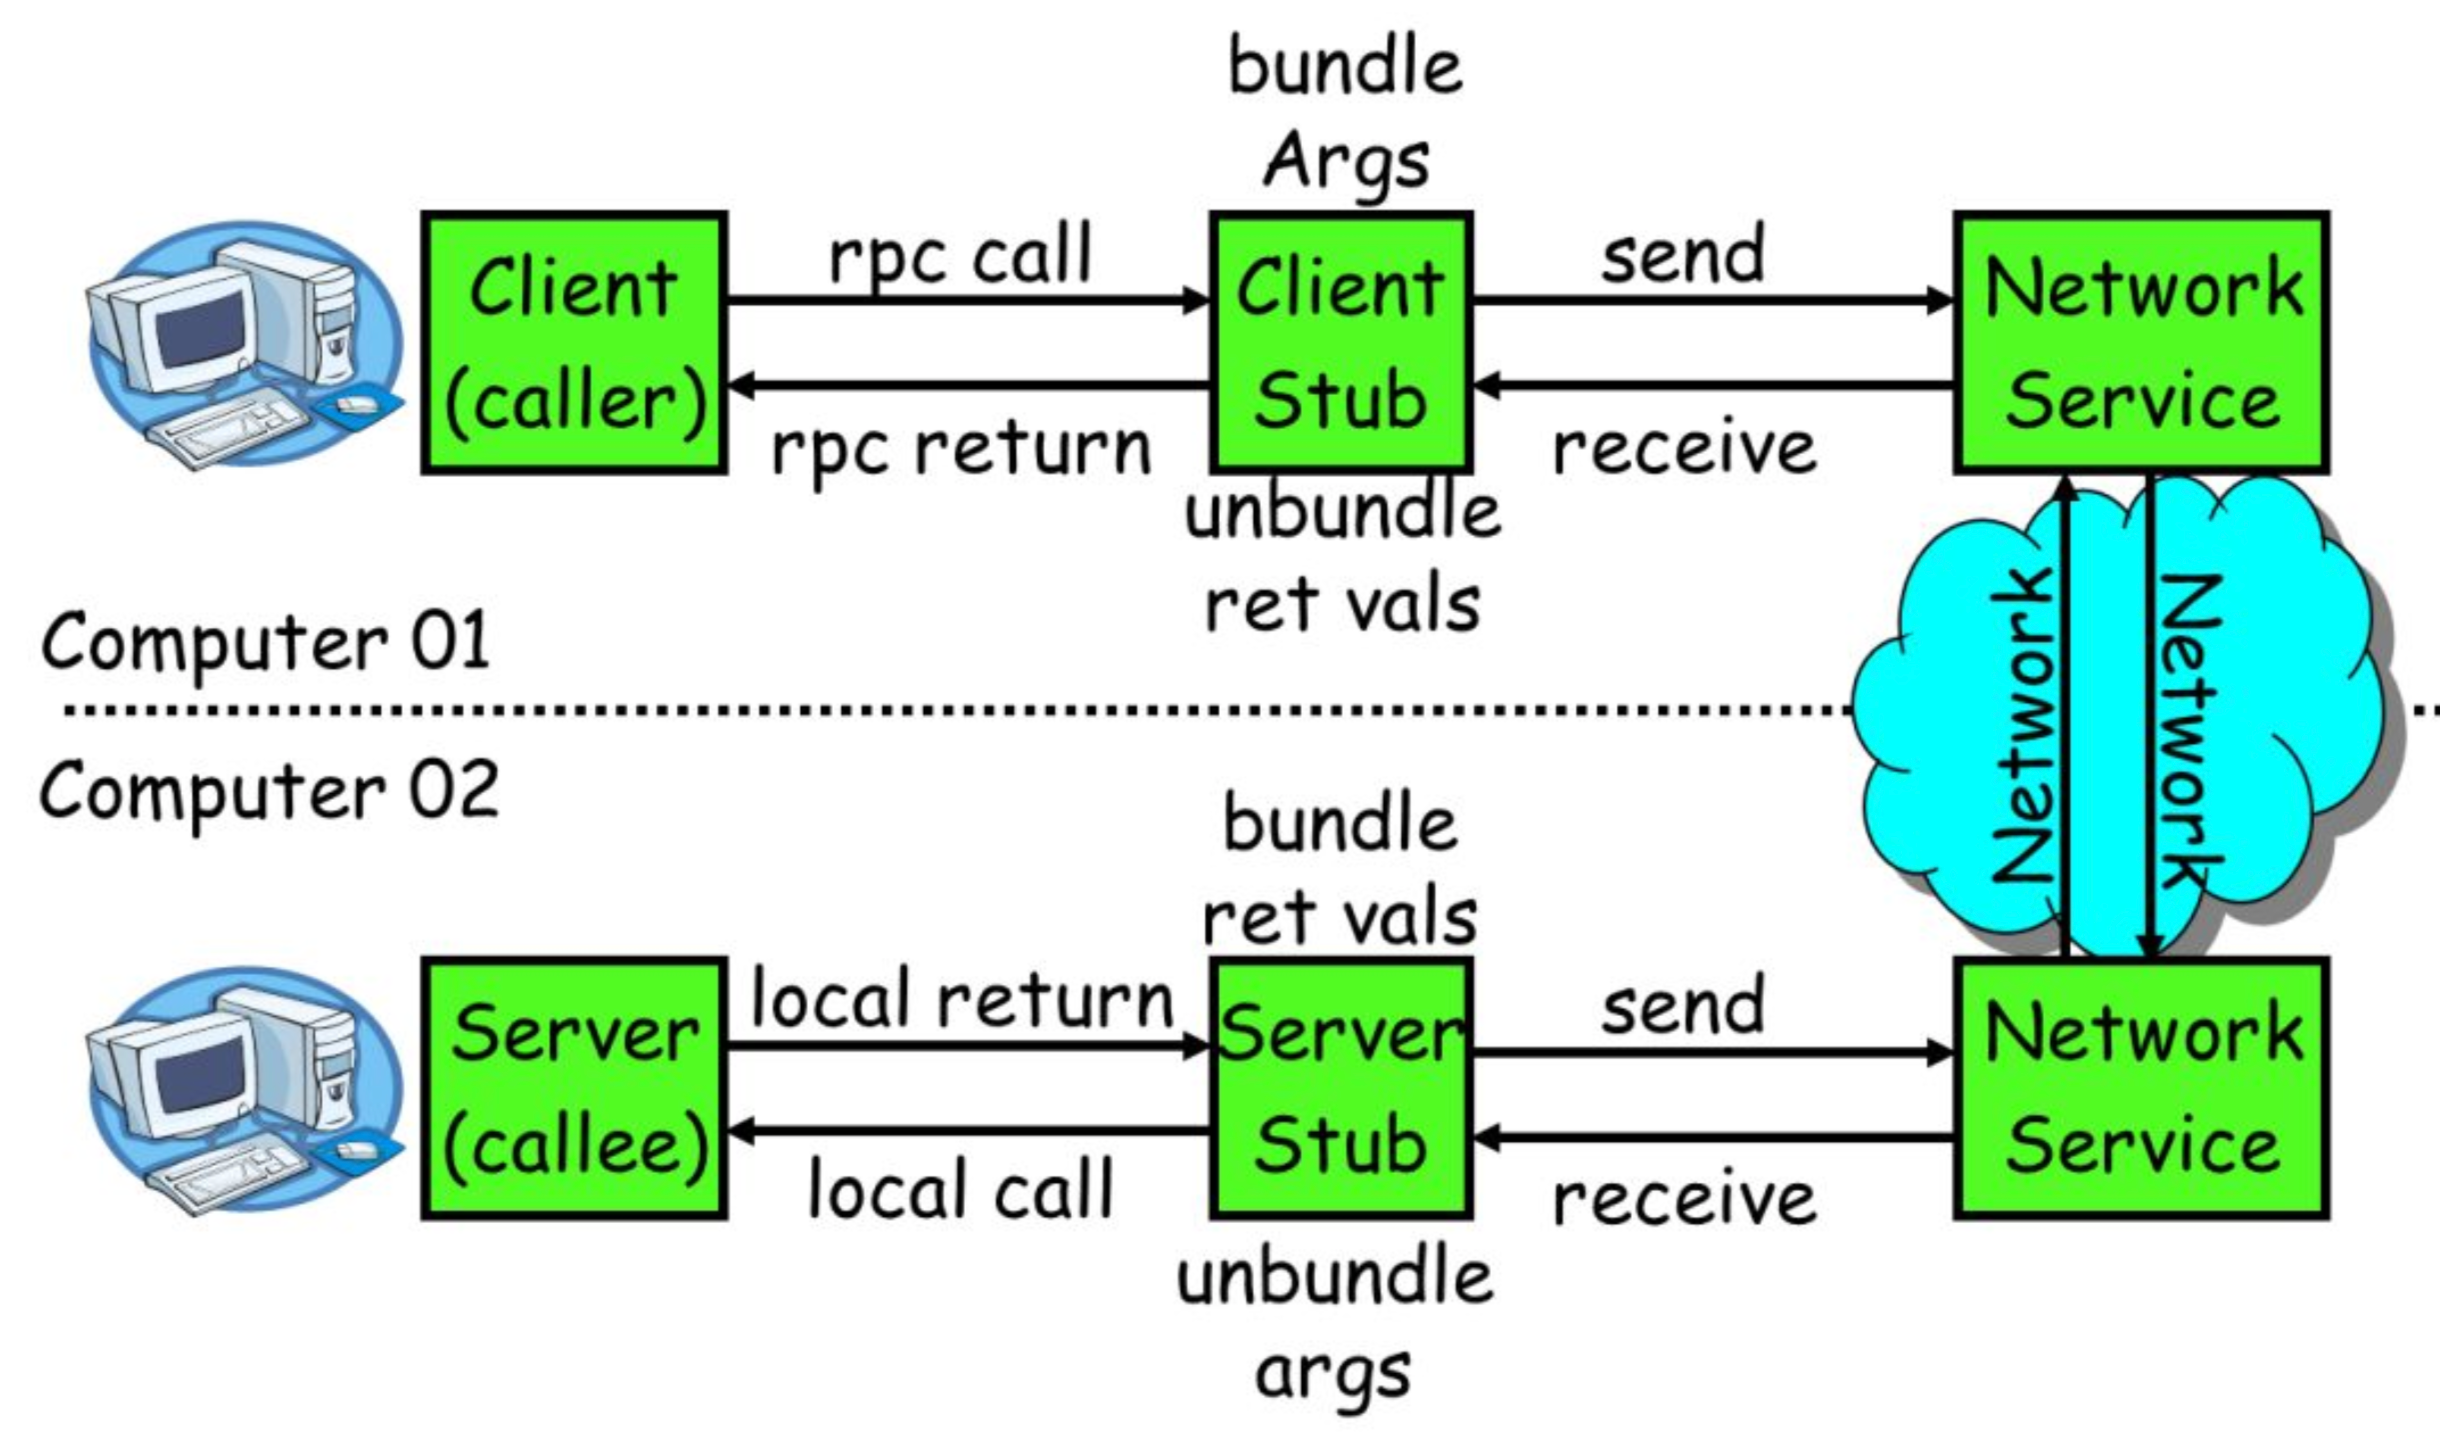 bundle
Args
Client
(caller)
rpc call
rpc return
Client
Stub
send
receive
Network
Service
unbundle
ret vals
Computer 01
Network
Network
Computer 02
bundle
ret vals
Server
(callee)
local return
local call
Server
Stub
send
receive
Network
Service
unbundle
args